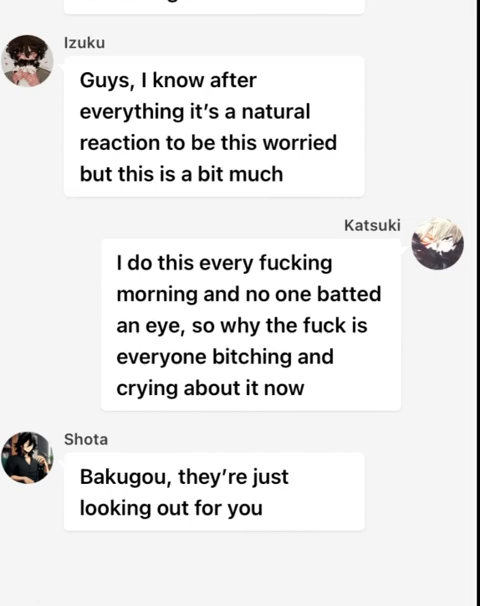 Izuku
Guys, I know after
everything it’s a natural
reaction to be this worried
but this is a bit much
Katsuki
I do this every fucking
morning and no one batted
an eye, so why the fuck is
everyone bitching and
crying about it now
Shota
Bakugou, they’re just
looking out for you